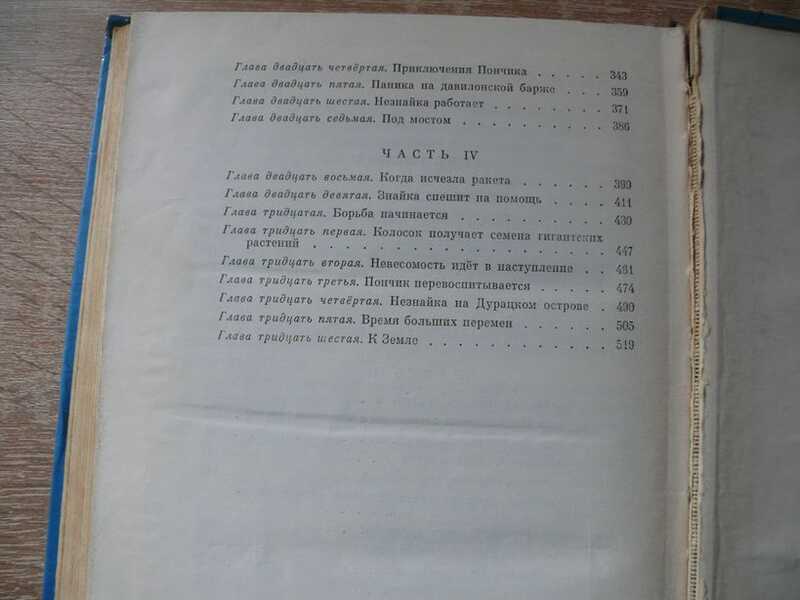 Глава двадцать четвёртая. Приключения Пончика . . . . . 343
Глава двадцать пятая. Паника на давилонской барже . . . 359
Глава двадцать шестая. Незнайка работает . . . . . . . 371
Глава двадцать седьмая. Под мостом . . . . . . . . . . 386
ЧАСТЬ IV
Глава двадцать восьмая. Когда исчезла ракета . . . . . . 399
Глава двадцать девятая. Знайка спешит на помощь . . . . 411
Глава тридцатая. Борьба начинается . . . . . . . . . . 430
Глава тридцать первая. Колосок получает семена гигантских
растений . . . . . . . . . . . . . . . . . . . . 447
Глава тридцать вторая. Невесомость идёт в наступление . . 461
Глава тридцать третья. Пончик перевоспитывается . . . . 474
Глава тридцать четвёртая. Незнайка на Дурацком острове . 490
Глава тридцать пятая. Время больших перемен . . . . . . 505
Глава тридцать шестая. К Земле . . . . . . . . . . . . 519